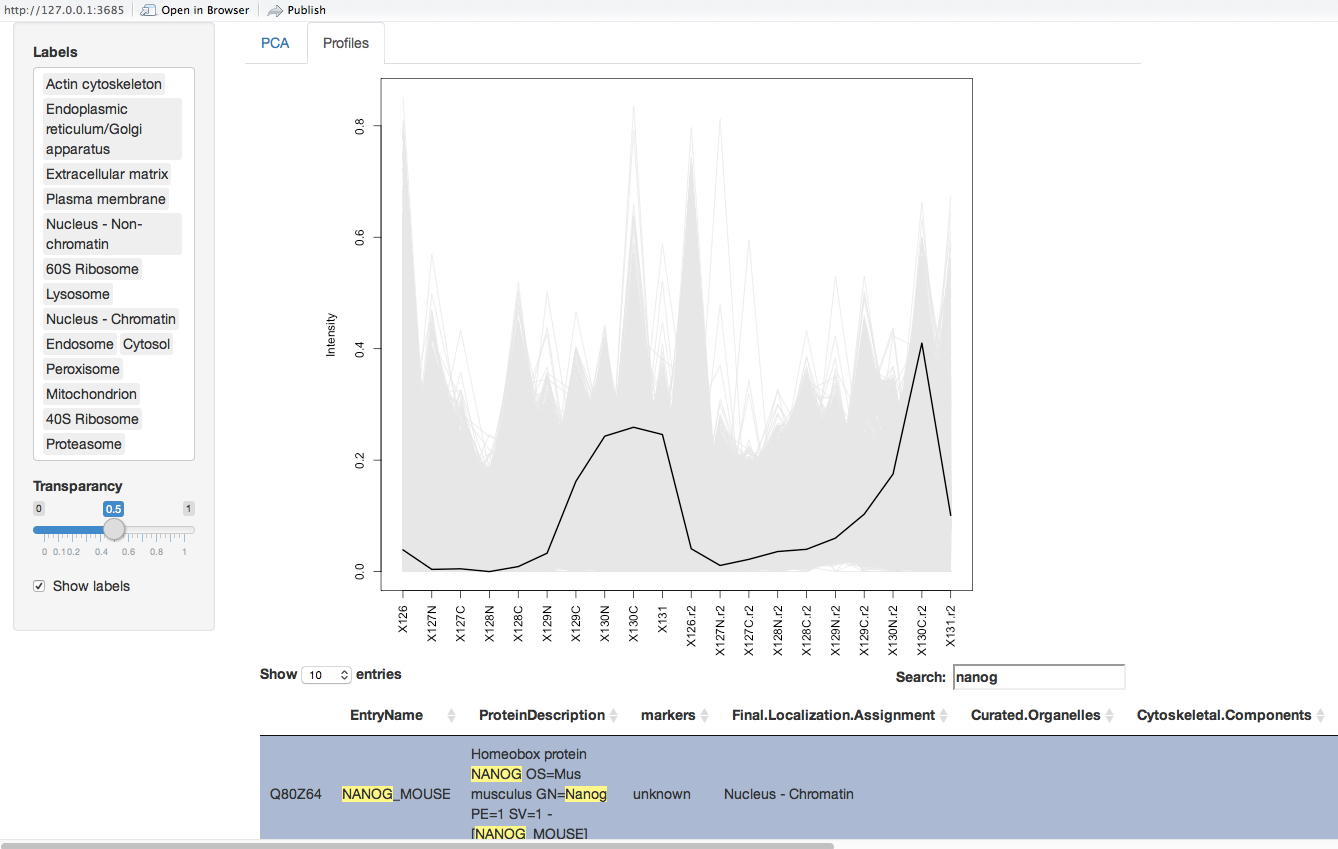 http://127.0.0.1:3685 Open in Browser Publish
Labels
Actin cytoskeleton
Endoplasmic
reticulum/Golgi
apparatus
Extracellular matrix
Plasma membrane
Nucleus - Non-
chromatin
60S Ribosome
Lysosome
Nucleus - Chromatin
Endosome Cytosol
Peroxisome
Mitochondrion
40S Ribosome
Proteasome
Transparancy
0 0.5 1
0 0.1 0.2 0.4 0.6 0.8 1
Show labels
PCA Profiles
Intensity
0.8
0.6
0.4
0.2
0.0
X126
X127N
X127C
X128N
X128C
X129N
X129C
X130N
X130C
X131
X126.r2
X127N.r2
X127C.r2
X128N.r2
X128C.r2
X129N.r2
X129C.r2
X130N.r2
X130C.r2
X131.r2
Show 10 entries
Search: nanog
EntryName ProteinDescription markers Final.Localization.Assignment Curated.Organelles Cytoskeletal.Components
Homeobox protein
NANOG OS=Mus
Q80Z64 NANOG_MOUSE musculus GN=Nanog unknown Nucleus - Chromatin
PE=1 SV=1 -
[NANOG_MOUSE]